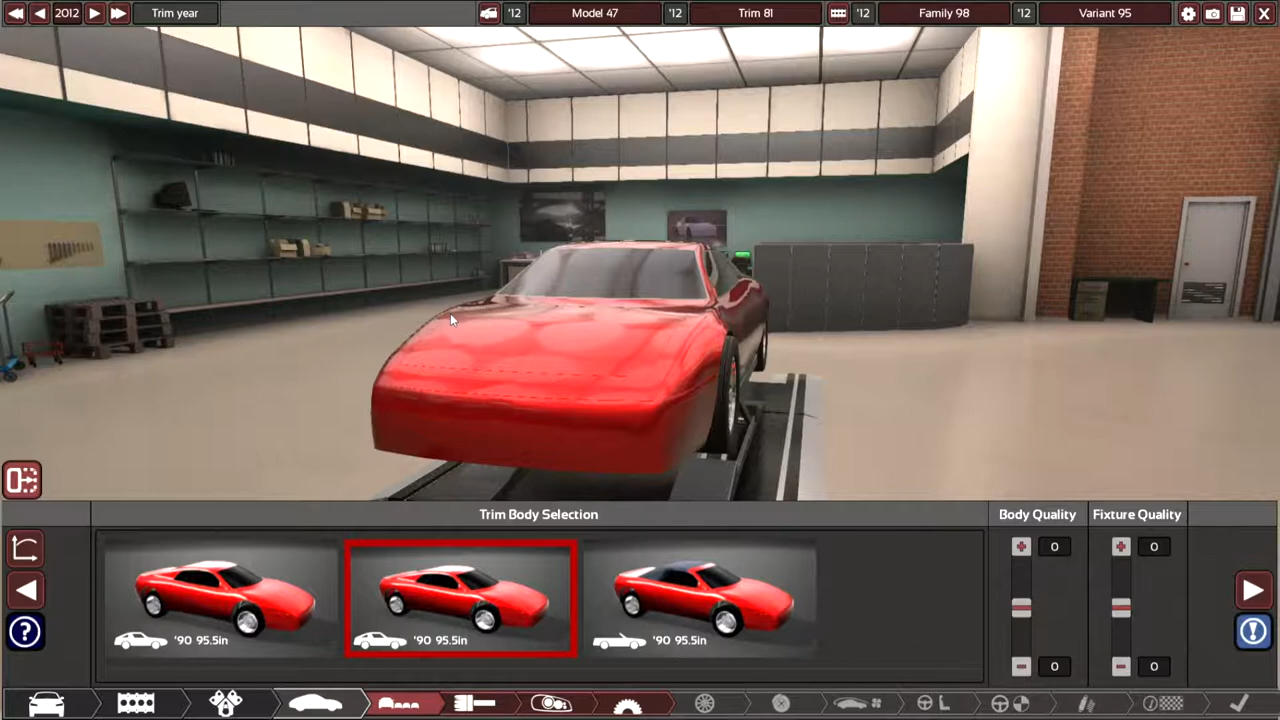 2012 Trim year '12 Model 47 '12 Trim 81 '12 Family 98 '12 Variant 95
Trim Body Selection Body Quality Fixture Quality
0 0
'90 95.5in '90 95.5in '90 95.5in
0 0